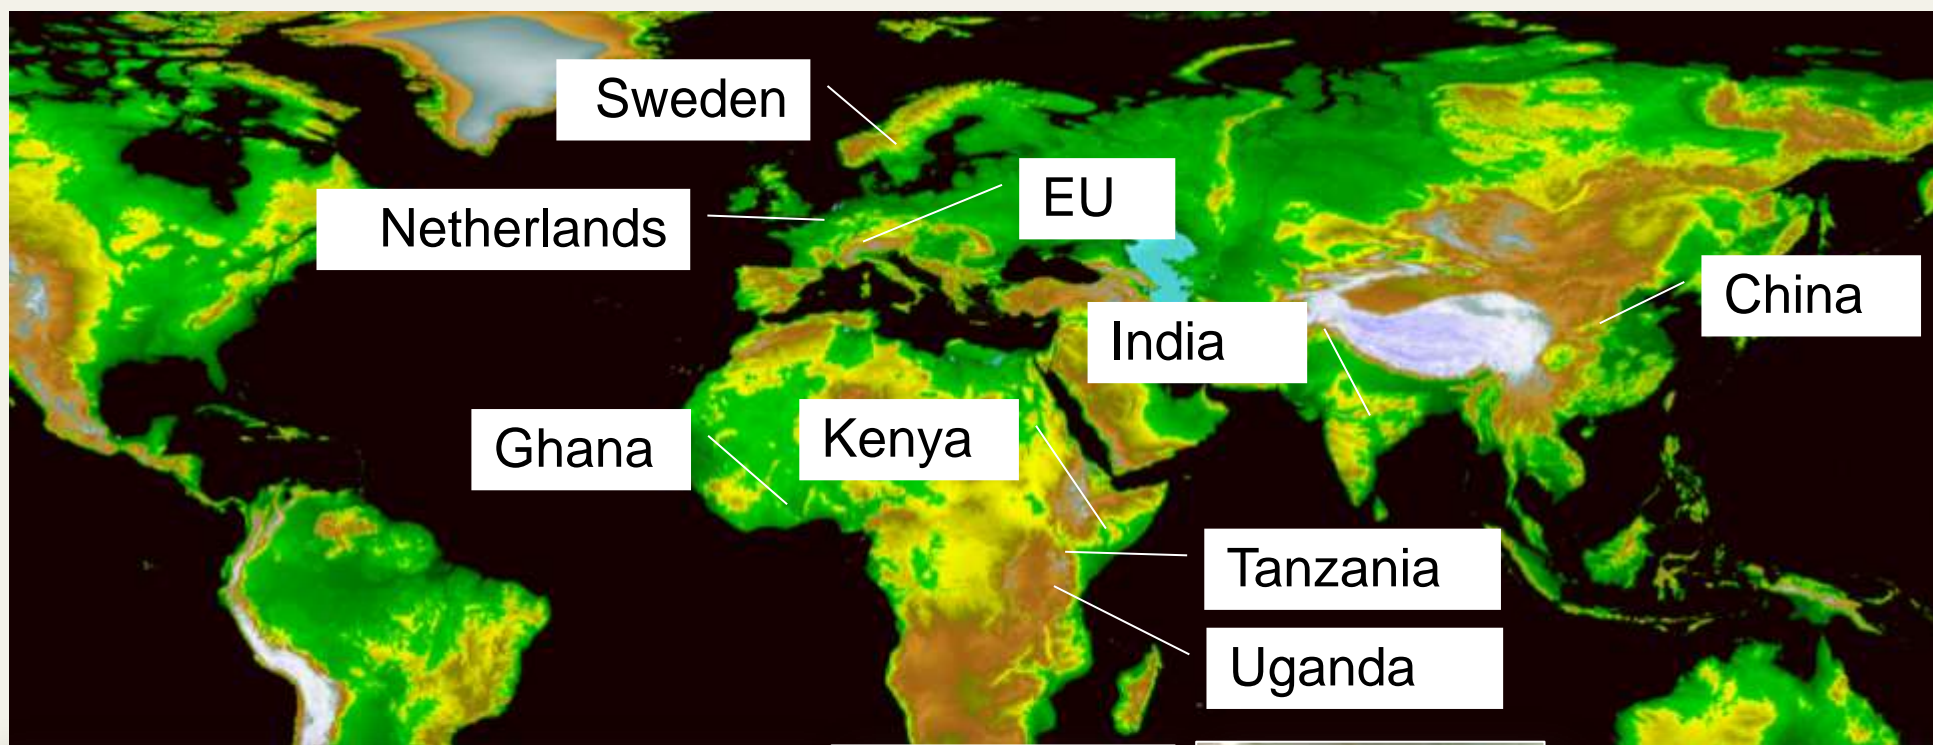 Sweden
EU
Netherlands
China
India
Ghana
Kenya
Tanzania
Uganda